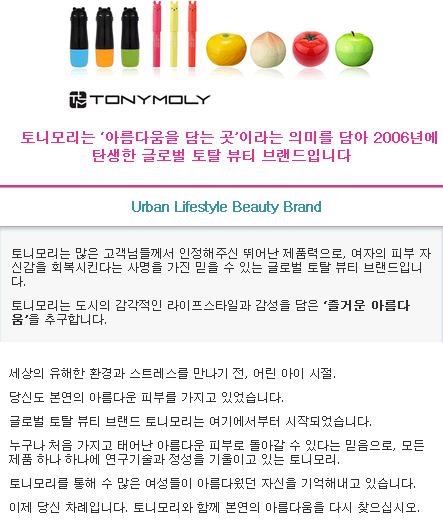 TONYMOLY
토니모리는 ‘아름다움을 담는 곳’이라는 의미를 담아 2006년에
탄생한 글로벌 토탈 뷰티 브랜드입니다
Urban Lifestyle Beauty Brand
토니모리는 많은 고객님들께서 인정해주신 뛰어난 제품력으로, 여자의 피부 자
신감을 회복시킨다는 사명을 가진 믿을 수 있는 글로벌 토탈 뷰티 브랜드입니
다.
토니모리는 도시의 감각적인 라이프스타일과 감성을 담은 ‘즐거운 아름다
움’을 추구합니다.
세상의 유해한 환경과 스트레스를 만나기 전, 어린 아이 시절.
당신도 본연의 아름다운 피부를 가지고 있었습니다.
글로벌 토탈 뷰티 브랜드 토니모리는 여기에서부터 시작되었습니다.
누구나 처음 가지고 태어난 아름다운 피부로 돌아갈 수 있다는 믿음으로, 모든
제품 하나 하나에 연구기술과 정성을 기울이고 있는 토니모리.
토니모리를 통해 수 많은 여성들이 아름다웠던 자신을 기억해내고 있습니다.
이제 당신 차례입니다. 토니모리와 함께 본연의 아름다움을 다시 찾으십시오.